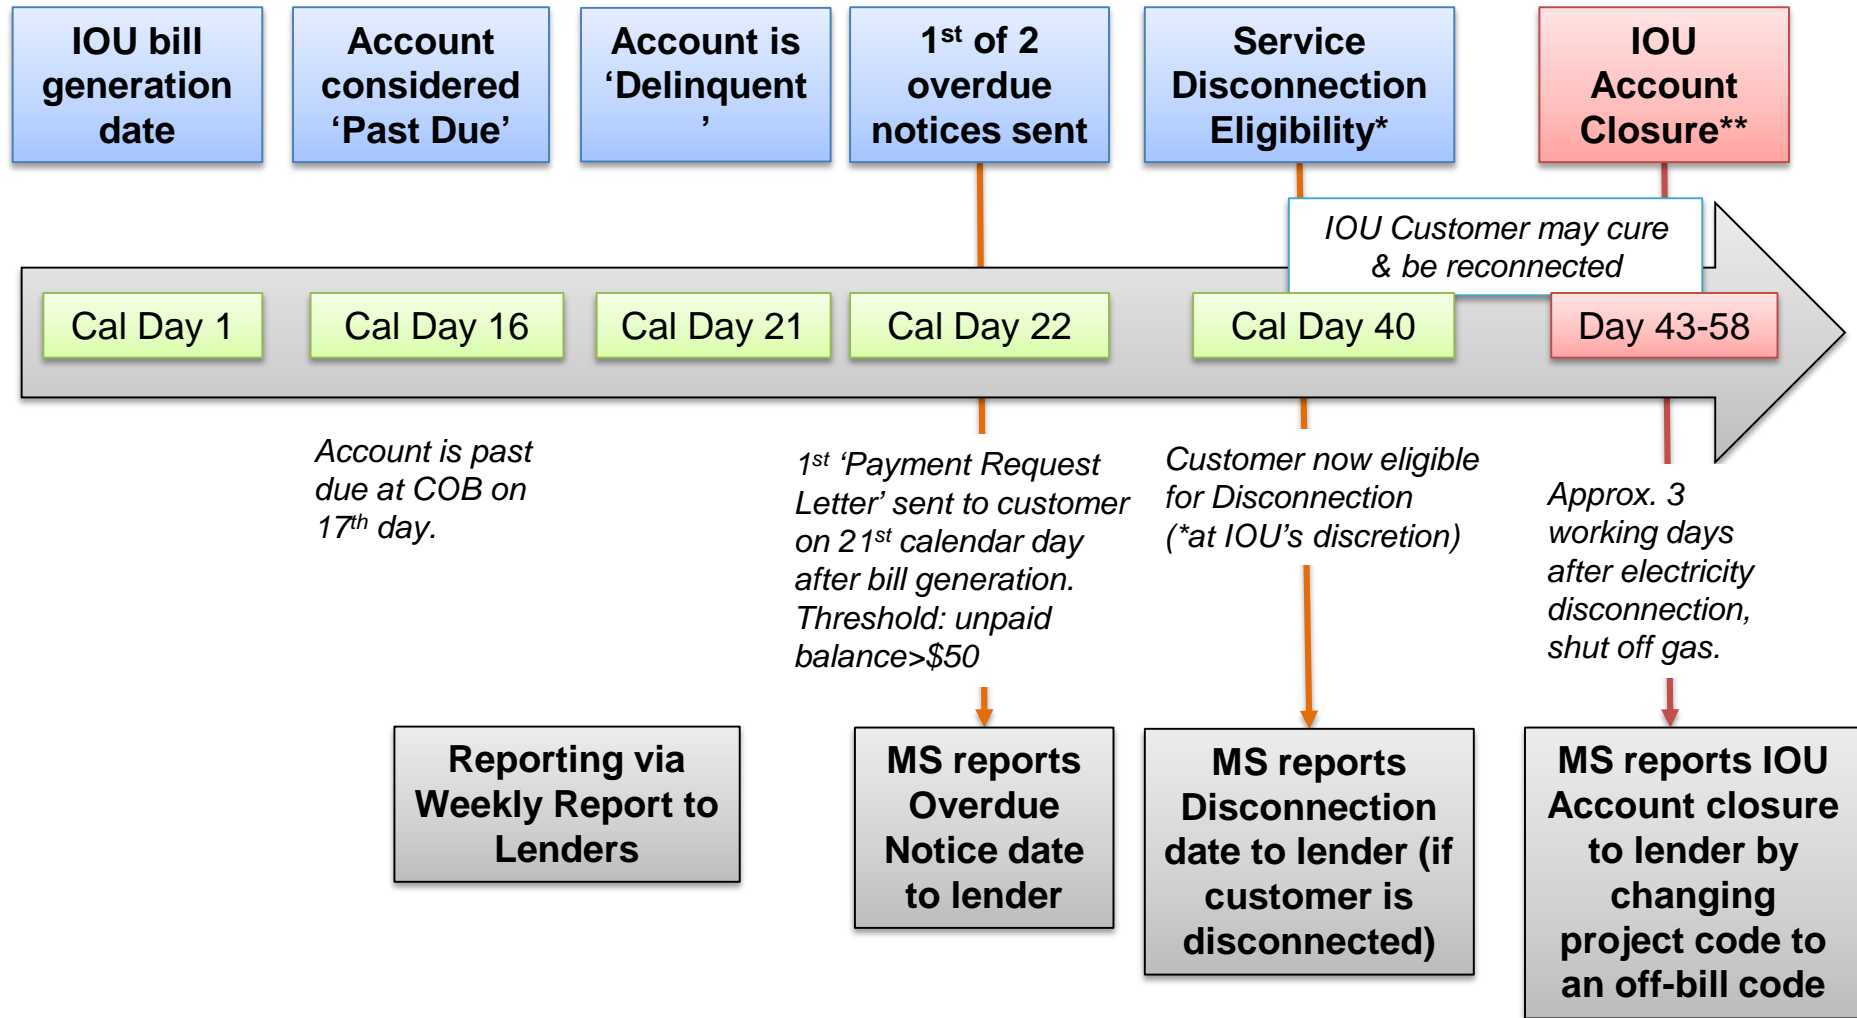 IOU bill
generation
date
Account
considered
‘Past Due’
Account is
‘Delinquent
’
1st of 2
overdue
notices sent
Service
Disconnection
Eligibility*
IOU
Account
Closure**
IOU Customer may cure
& be reconnected
Cal Day 1
Cal Day 16
Cal Day 21
Cal Day 22
Cal Day 40
Day 43-58
Account is past
due at COB on
17th day.
1st ‘Payment Request
Letter’ sent to customer
on 21st calendar day
after bill generation.
Threshold: unpaid
balance>$50
Customer now eligible
for Disconnection
(*at IOU’s discretion)
Approx. 3
working days
after electricity
disconnection,
shut off gas.
Reporting via
Weekly Report to
Lenders
MS reports
Overdue
Notice date
to lender
MS reports
Disconnection
date to lender (if
customer is
disconnected)
MS reports IOU
Account closure
to lender by
changing
project code to
an off-bill code